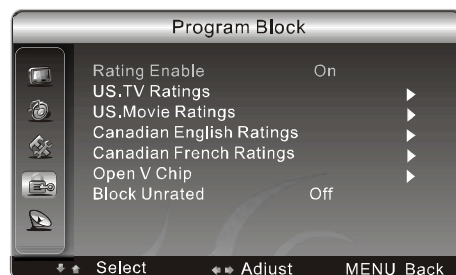 Program Block
Rating Enable On
US.TV Ratings
US.Movie Ratings
Canadian English Ratings
Canadian French Ratings
Open V Chip
Block Unrated Off
Select Adjust MENU Back